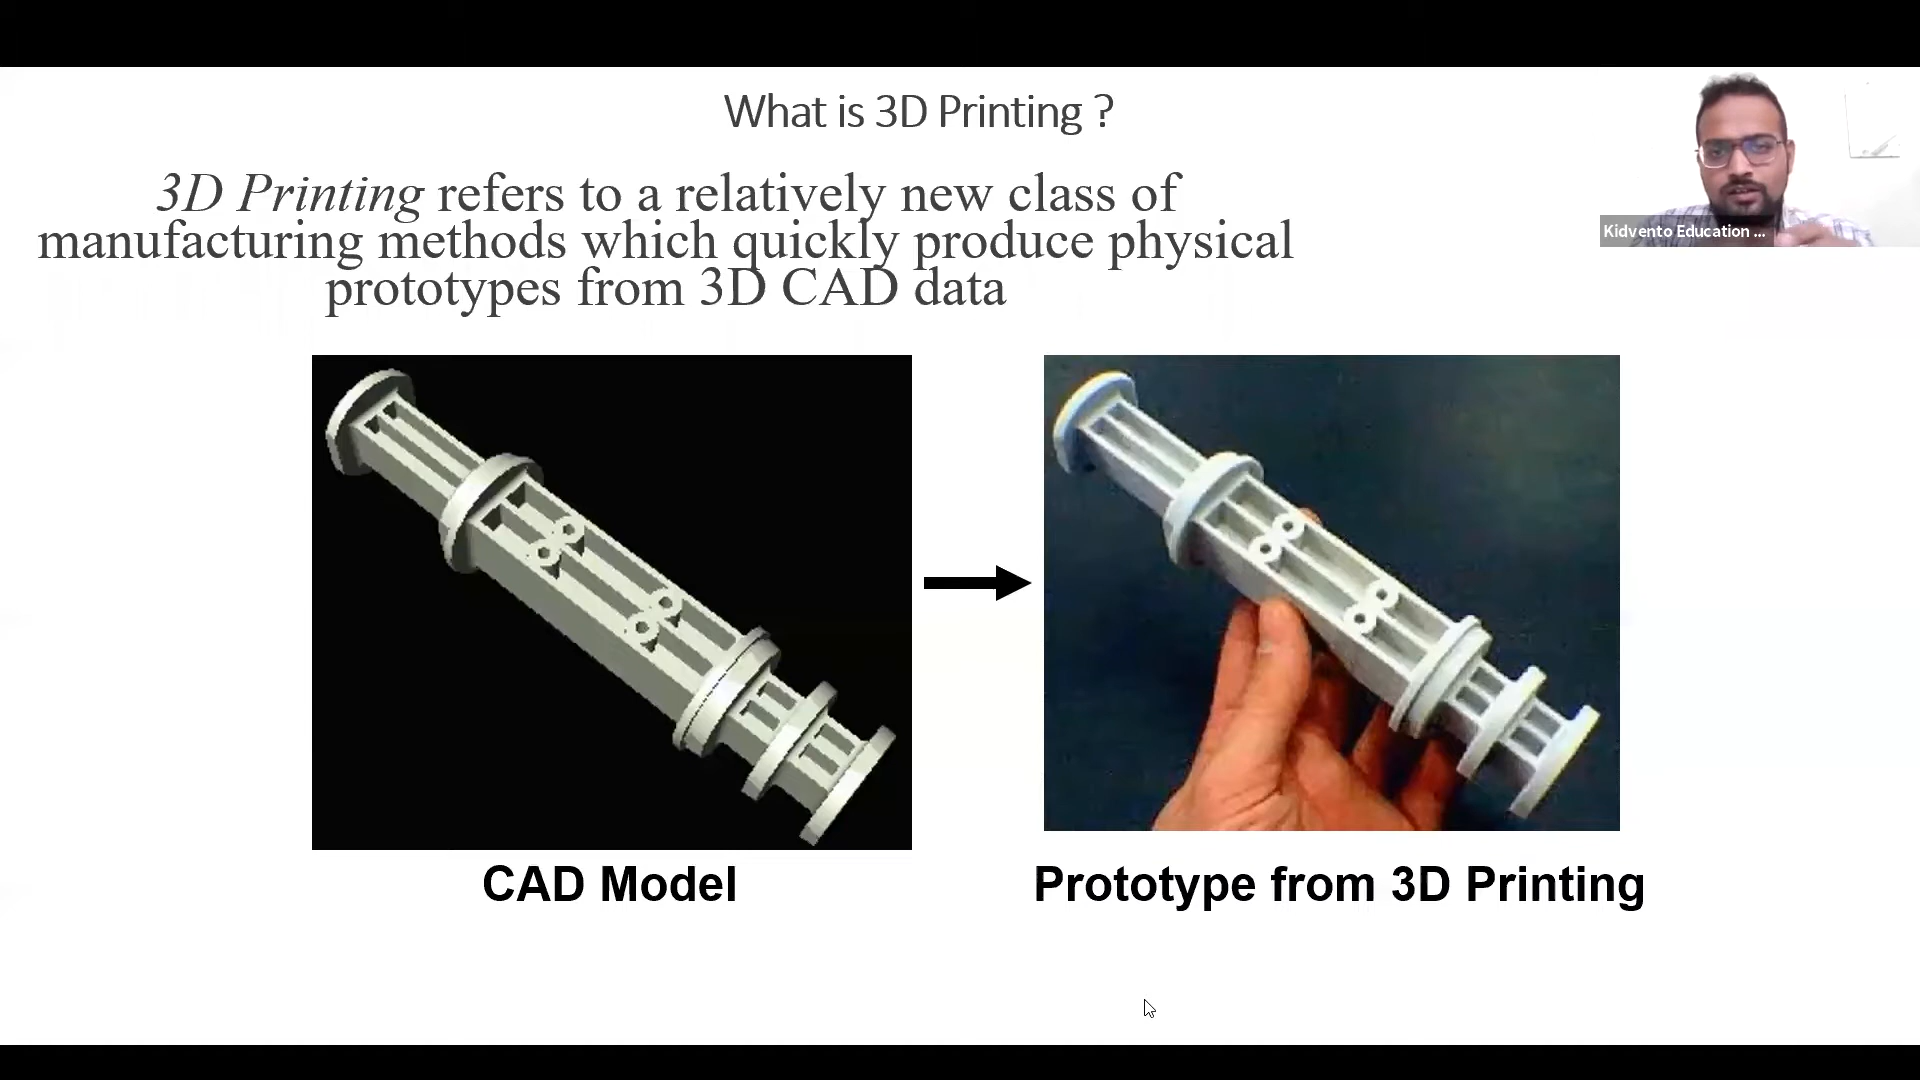 What is 3D Printing ?
3D Printing refers to a relatively new class of
manufacturing methods which quickly produce physical
prototypes from 3D CAD data
Kidvento Education ...
CAD Model
Prototype from 3D Printing